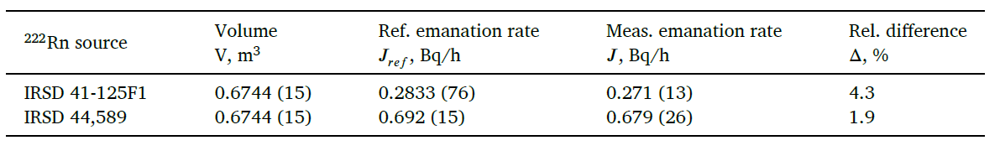 ²²²Rn source Volume Ref. emanation rate Meas. emanation rate Rel. difference
V, m³ J_ref, Bq/h J, Bq/h Δ, %
IRSD 41-125F1 0.6744 (15) 0.2833 (76) 0.271 (13) 4.3
IRSD 44,589 0.6744 (15) 0.692 (15) 0.679 (26) 1.9